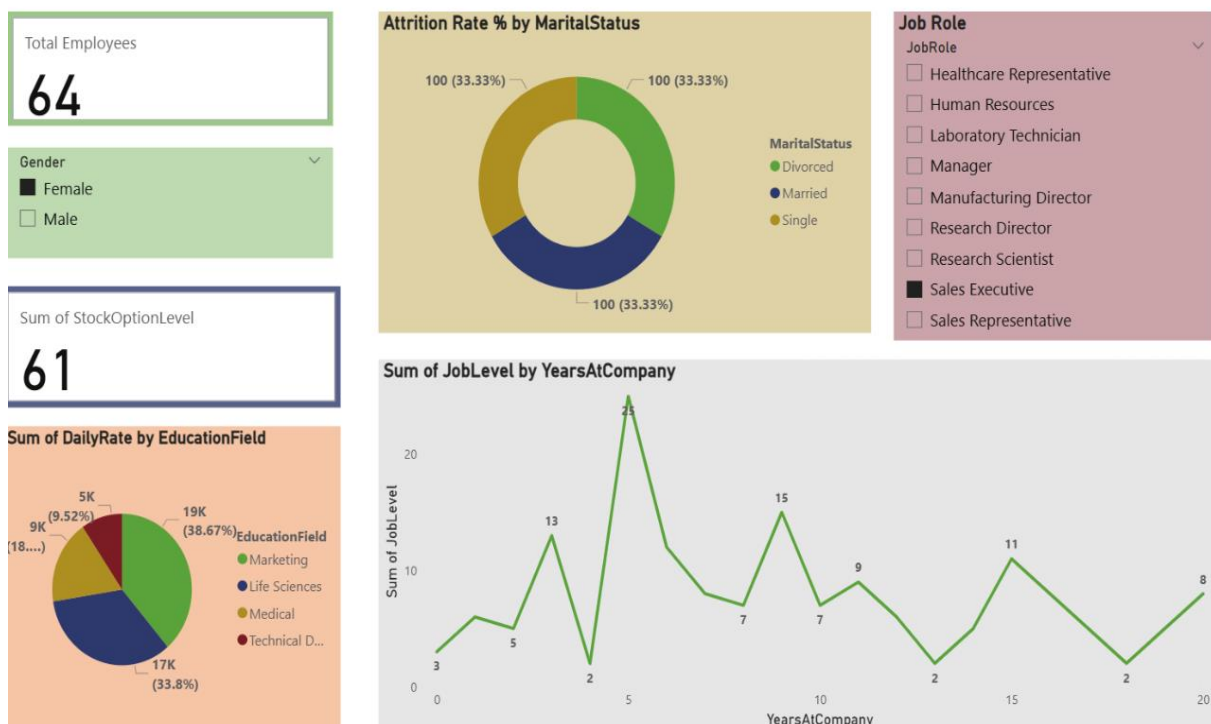 Total Employees
64
Gender
Female
Male
Sum of StockOptionLevel
61
Sum of DailyRate by EducationField
5K
(9.52%)
9K
(18....)
19K
(38.67%)
17K
(33.8%)
EducationField
Marketing
Life Sciences
Medical
Technical D...
Attrition Rate % by MaritalStatus
100 (33.33%)
100 (33.33%)
100 (33.33%)
MaritalStatus
Divorced
Married
Single
Job Role
JobRole
Healthcare Representative
Human Resources
Laboratory Technician
Manager
Manufacturing Director
Research Director
Research Scientist
Sales Executive
Sales Representative
Sum of JobLevel by YearsAtCompany
Sum of JobLevel
20
10
0
3
5
13
2
25
7
15
7
9
2
11
2
8
0
5
10
15
20
YearsAtCompany